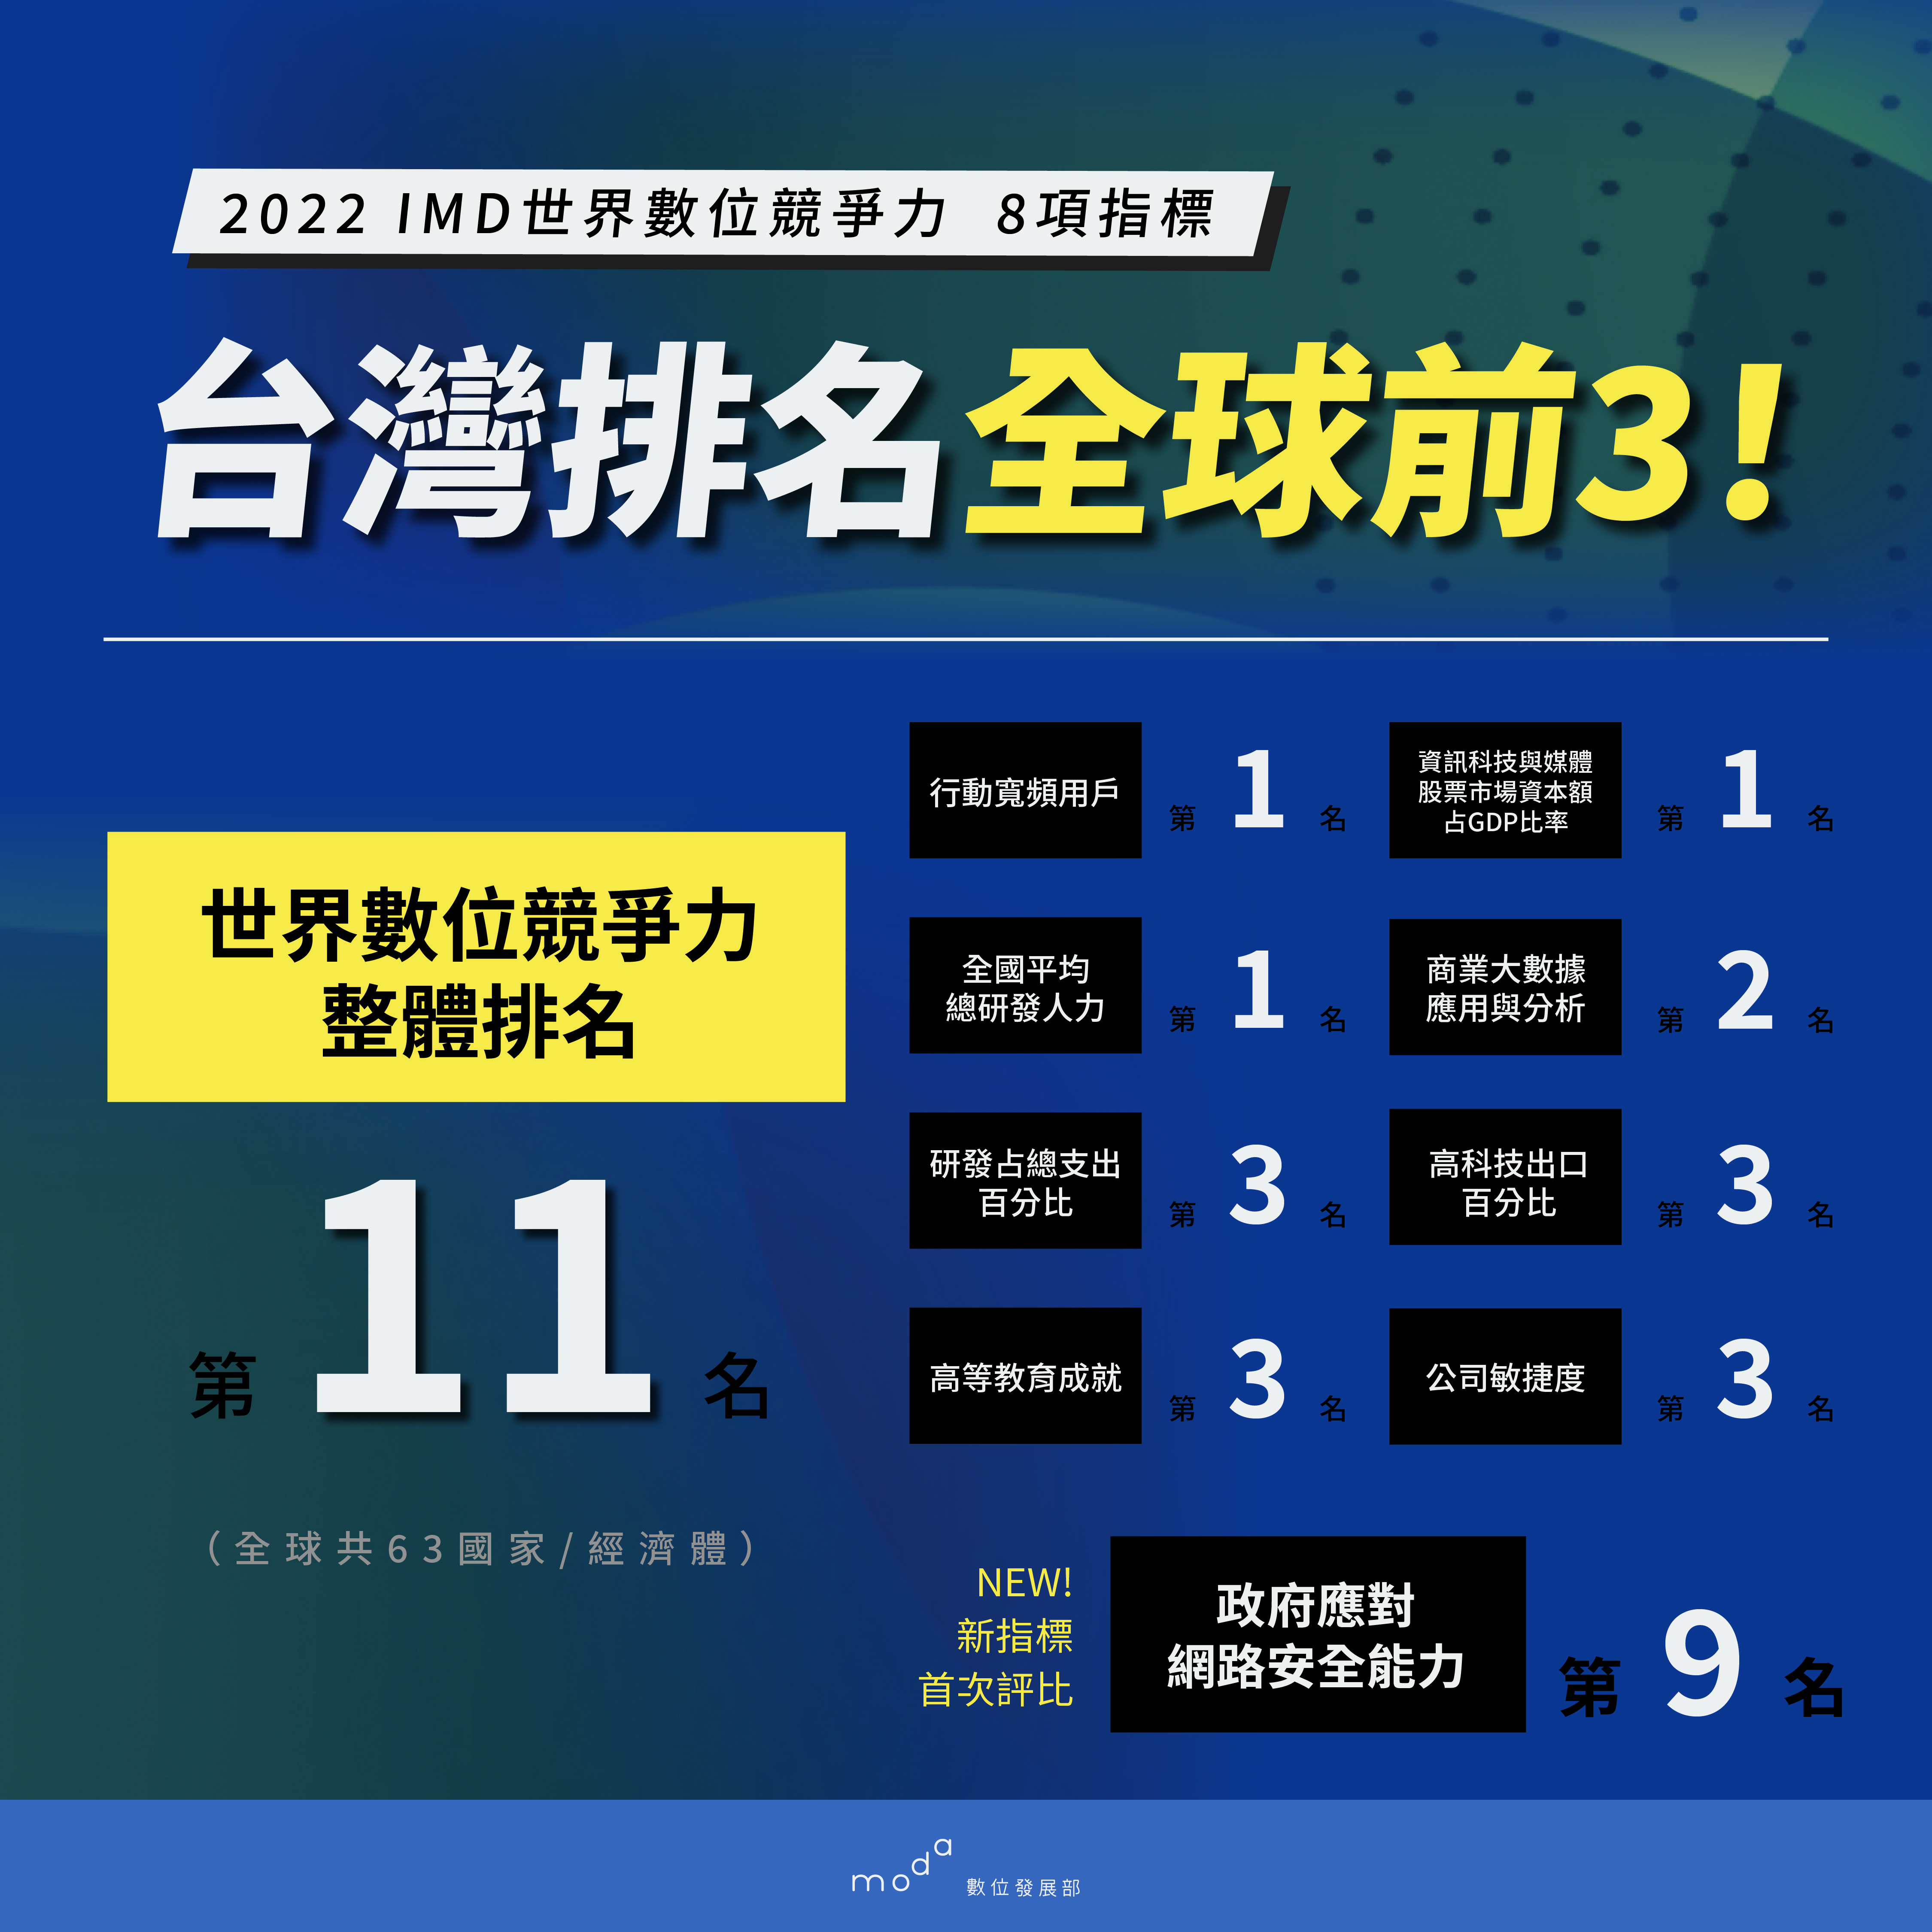 2022 IMD世界數位競爭力 8項指標
台灣排名全球前3!
世界數位競爭力
整體排名
第 11 名
（全球共63國家/經濟體）
行動寬頻用戶
第 1 名
資訊科技與媒體
股票市場資本額
占GDP比率
第 1 名
全國平均
總研發人力
第 1 名
商業大數據
應用與分析
第 2 名
研發占總支出
百分比
第 3 名
高科技出口
百分比
第 3 名
高等教育成就
第 3 名
公司敏捷度
第 3 名
NEW!
新指標
首次評比
政府應對
網路安全能力
第 9 名
moda 數位發展部